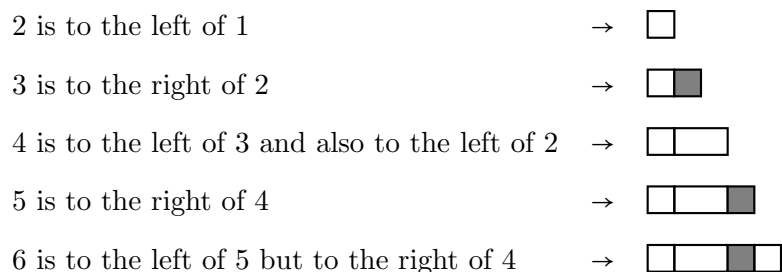 2 is to the left of 1 →
3 is to the right of 2 →
4 is to the left of 3 and also to the left of 2 →
5 is to the right of 4 →
6 is to the left of 5 but to the right of 4 →